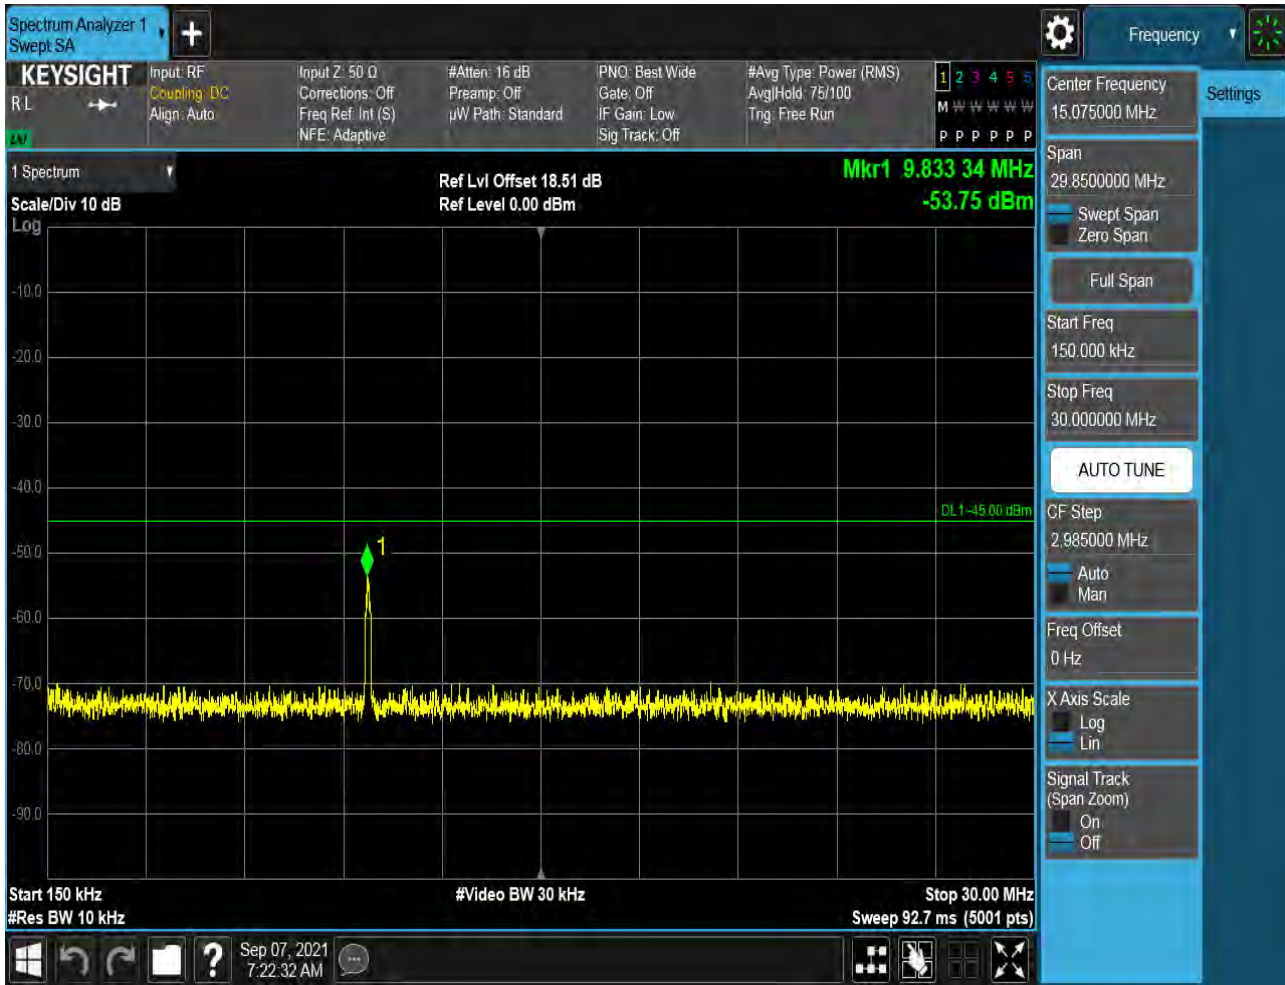 Spectrum Analyzer 1
Swept SA
+
Frequency
KEYSIGHT
R L
LNI
Input: RF
Coupling: DC
Align: Auto
Input Z: 50 Ω
Corrections: Off
Freq Ref: Int (S)
NFE: Adaptive
#Atten: 16 dB
Preamp: Off
µW Path: Standard
PNO: Best Wide
Gate: Off
IF Gain: Low
Sig Track: Off
#Avg Type: Power (RMS)
Avg|Hold: 75/100
Trig: Free Run
1 2 3 4 5 6
M W W W W W
P P P P P P
1 Spectrum
Scale/Div 10 dB
Log
Ref Lvl Offset 18.51 dB
Ref Level 0.00 dBm
Mkr1 9.833 34 MHz
-53.75 dBm
-10.0
-20.0
-30.0
-40.0
DL1 -45.00 dBm
1
-50.0
-60.0
-70.0
-80.0
-90.0
Start 150 kHz
#Res BW 10 kHz
#Video BW 30 kHz
Stop 30.00 MHz
Sweep 92.7 ms (5001 pts)
?
Sep 07, 2021
7:22:32 AM
Center Frequency
15.075000 MHz
Settings
Span
29.8500000 MHz
Swept Span
Zero Span
Full Span
Start Freq
150.000 kHz
Stop Freq
30.000000 MHz
AUTO TUNE
CF Step
2.985000 MHz
Auto
Man
Freq Offset
0 Hz
X Axis Scale
Log
Lin
Signal Track
(Span Zoom)
On
Off